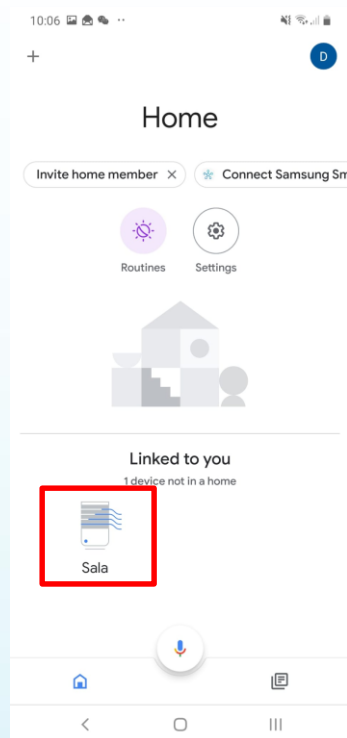 10:06
D
Home
Invite home member × Connect Samsung Sm
Routines Settings
Linked to you
1 device not in a home
Sala